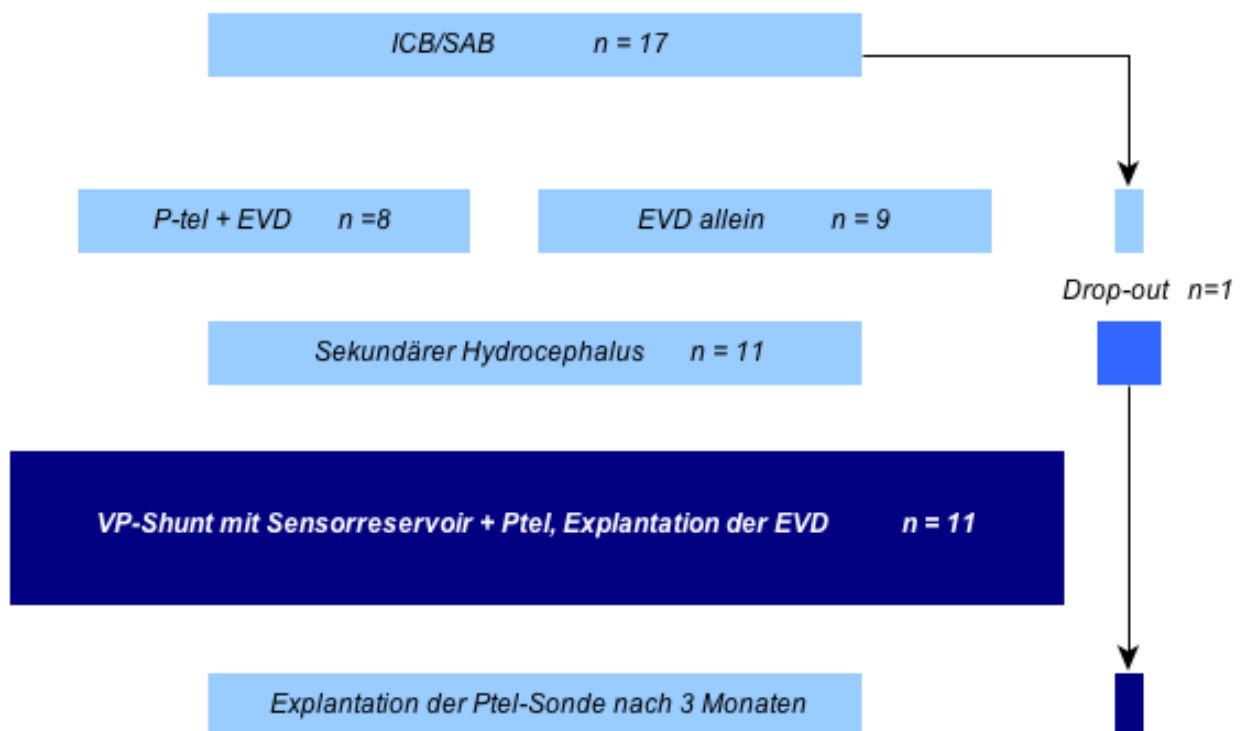 ICB/SAB n = 17
P-tel + EVD n =8
EVD allein n = 9
Drop-out n=1
Sekundärer Hydrocephalus n = 11
VP-Shunt mit Sensorreservoir + Ptel, Explantation der EVD n = 11
Explantation der Ptel-Sonde nach 3 Monaten